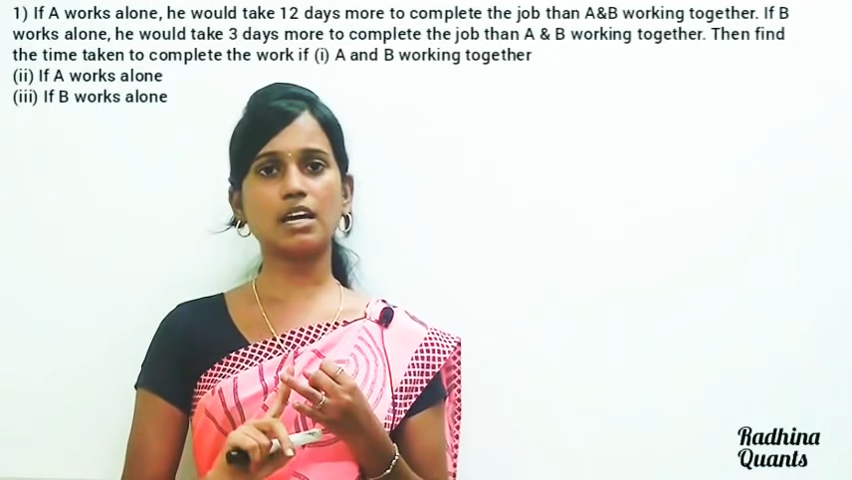 1) If A works alone, he would take 12 days more to complete the job than A&B working together. If B
works alone, he would take 3 days more to complete the job than A & B working together. Then find
the time taken to complete the work if (i) A and B working together
(ii) If A works alone
(iii) If B works alone
Radhina
Quants